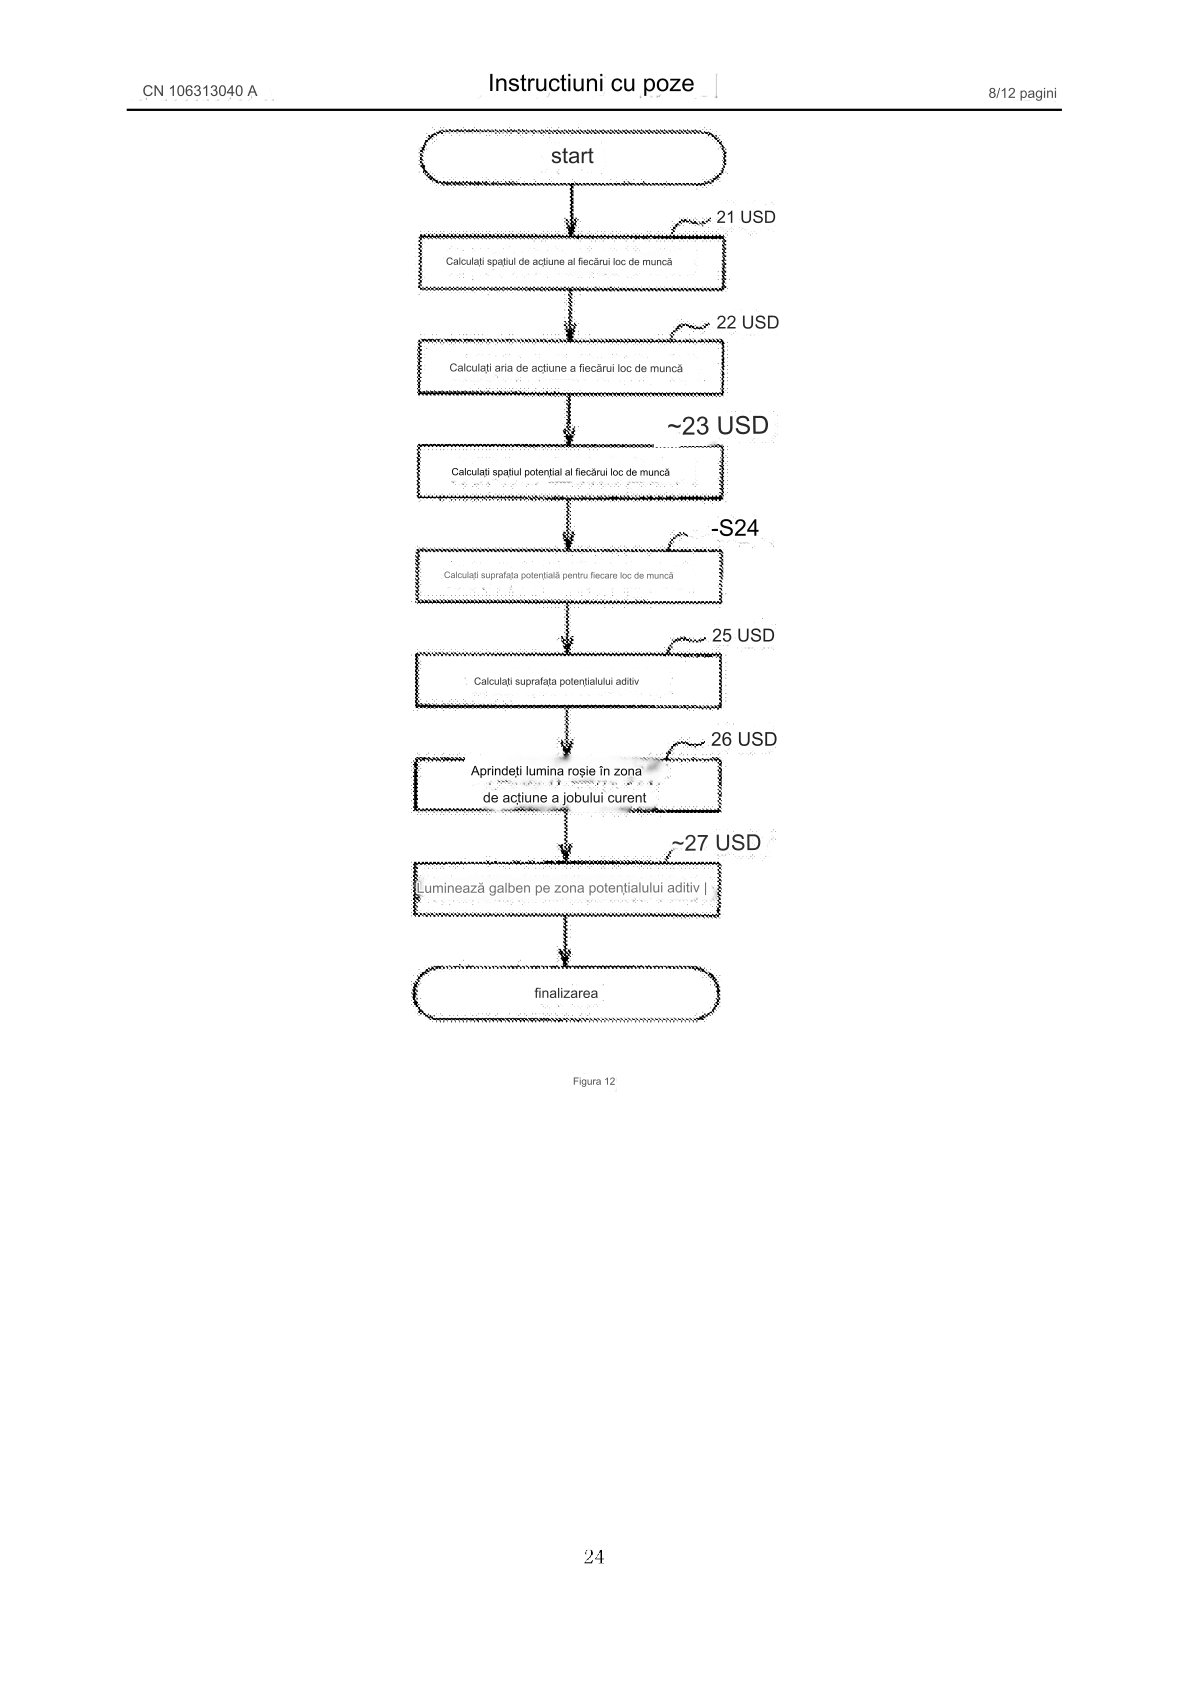 CN 106313040 A
Instructiuni cu poze
8/12 pagini
start
21 USD
Calculați spațiul de acțiune al fiecărui loc de muncă
22 USD
Calculați aria de acțiune a fiecărui loc de muncă
~23 USD
Calculați spațiul potențial al fiecărui loc de muncă
-S24
Calculați suprafața potențială pentru fiecare loc de muncă
25 USD
Calculați suprafața potențialului aditiv
26 USD
Aprindeți lumina roșie în zona
de acțiune a jobului curent
~27 USD
Luminează galben pe zona potențialului aditiv |
finalizarea
Figura 12
24